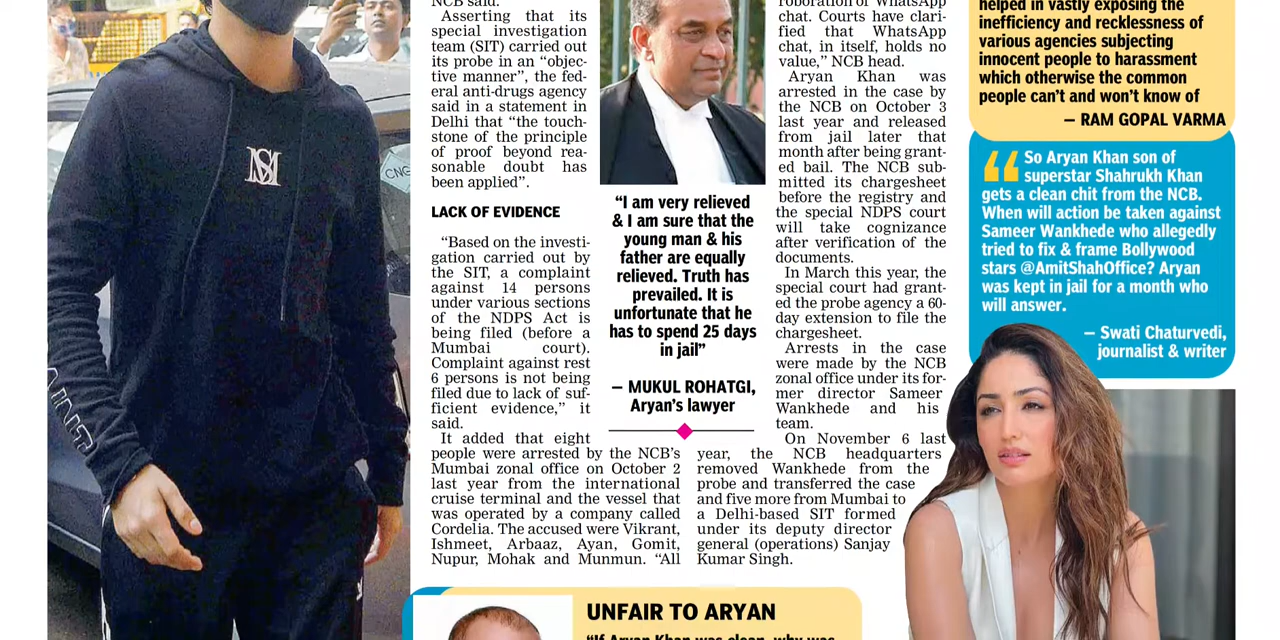 NCB said.
Asserting that its
special investigation
team (SIT) carried out
its probe in an “objec-
tive manner”, the fed-
eral anti-drugs agency
said in a statement in
Delhi that “the touch-
stone of the principle
of proof beyond rea-
sonable doubt has
been applied”.
LACK OF EVIDENCE
“Based on the investi-
gation carried out by
the SIT, a complaint
against 14 persons
under various sections
of the NDPS Act is
being filed (before a
Mumbai court).
Complaint against rest
6 persons is not being
filed due to lack of suf-
ficient evidence,” it
said.
It added that eight
people were arrested by the NCB’s
Mumbai zonal office on October 2
last year from the international
cruise terminal and the vessel that
was operated by a company called
Cordelia. The accused were Vikrant,
Ishmeet, Arbaaz, Ayan, Gomit,
Nupur, Mohak and Munmun. “All
“I am very relieved
& I am sure that the
young man & his
father are equally
relieved. Truth has
prevailed. It is
unfortunate that he
has to spend 25 days
in jail”
— MUKUL ROHATGI,
Aryan’s lawyer
roboration of WhatsApp
chat. Courts have clari-
fied that WhatsApp
chat, in itself, holds no
value,” NCB head.
Aryan Khan was
arrested in the case by
the NCB on October 3
last year and released
from jail later that
month after being grant-
ed bail. The NCB sub-
mitted its chargesheet
before the registry and
the special NDPS court
will take cognizance
after verification of the
documents.
In March this year, the
special court had grant-
ed the probe agency a 60-
day extension to file the
chargesheet.
Arrests in the case
were made by the NCB
zonal office under its for-
mer director Sameer
Wankhede and his
team.
On November 6 last
year, the NCB headquarters
removed Wankhede from the
probe and transferred the case
and five more from Mumbai to
a Delhi-based SIT formed
under its deputy director
general (operations) Sanjay
Kumar Singh.
helped in vastly exposing the
inefficiency and recklessness of
various agencies subjecting
innocent people to harassment
which otherwise the common
people can’t and won’t know of
— RAM GOPAL VARMA
“So Aryan Khan son of
superstar Shahrukh Khan
gets a clean chit from the NCB.
When will action be taken against
Sameer Wankhede who allegedly
tried to fix & frame Bollywood
stars @AmitShahOffice? Aryan
was kept in jail for a month who
will answer.
— Swati Chaturvedi,
journalist & writer
UNFAIR TO ARYAN
“If Aryan Khan was clean, why was
CNG